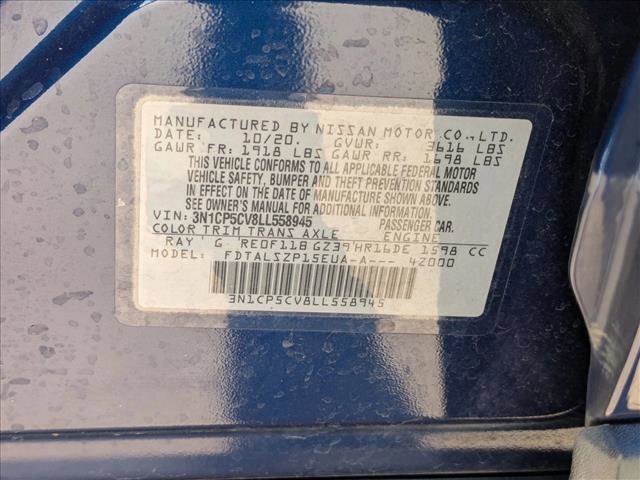 MANUFACTURED BY NISSAN MOTOR CO., LTD.
DATE: 10/20. GVWR: 3616 LBS
GAWR FR: 1918 LBS GAWR RR: 1698 LBS
THIS VEHICLE CONFORMS TO ALL APPLICABLE FEDERAL MOTOR
VEHICLE SAFETY, BUMPER AND THEFT PREVENTION STANDARDS
IN EFFECT ON THE DATE OF MANUFACTURE SHOWN ABOVE.
SEE OWNER'S MANUAL FOR ADDITIONAL INFORMATION.
VIN: 3N1CP5CV8LL558945 PASSENGER CAR.
COLOR TRIM TRANS AXLE ENGINE
RAY G RE0F11B GZ39 HR16DE 1598 CC
MODEL: FDTALSZP15EUA-A--- 4Z000
3N1CP5CV8LL558945